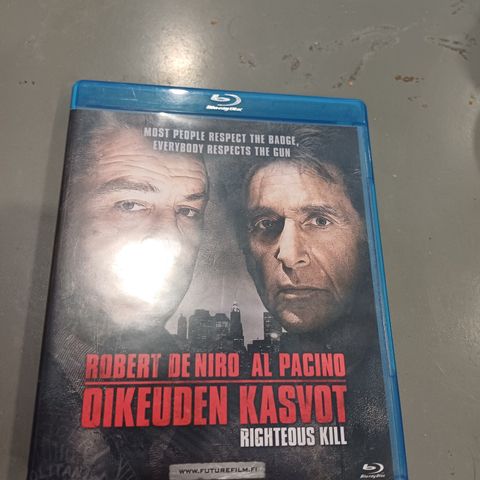 Blu-ray Disc
MOST PEOPLE RESPECT THE BADGE,
EVERYBODY RESPECTS THE GUN
ROBERT DE NIRO AL PACINO
OIKEUDEN KASVOT
RIGHTEOUS KILL
WWW.FUTUREFILM.FI
Blu-ray Disc